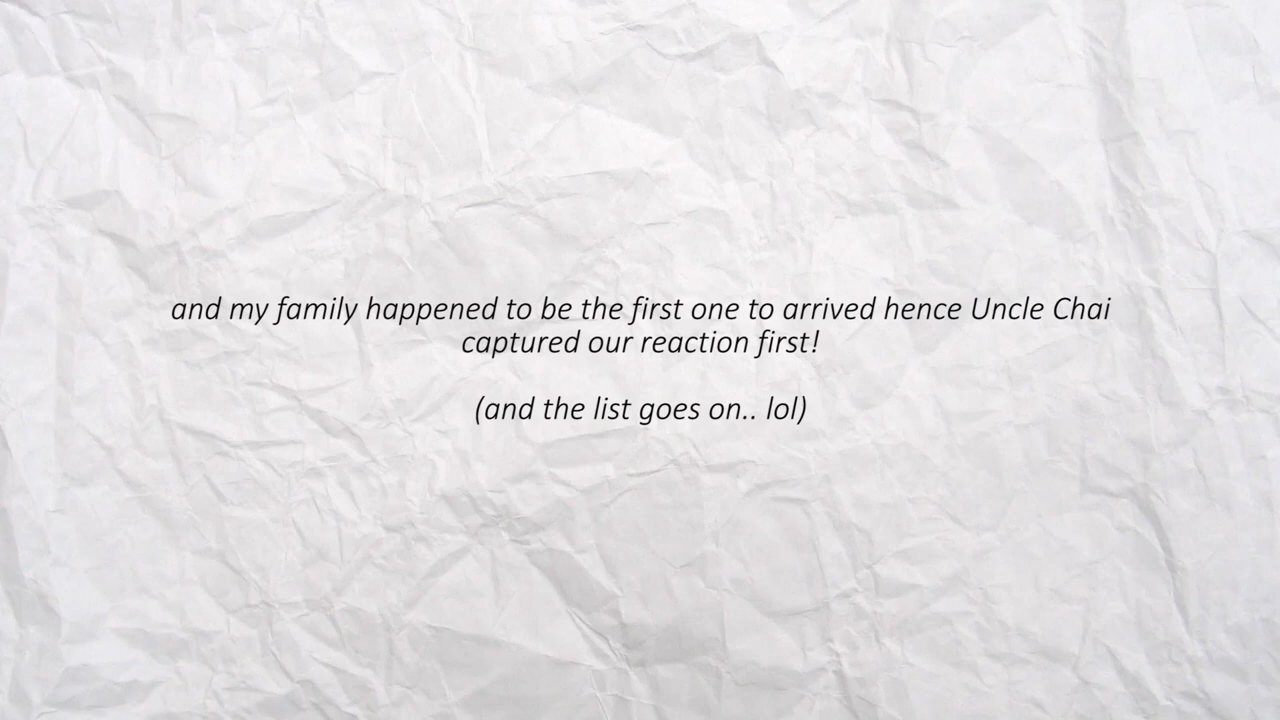 and my family happened to be the first one to arrived hence Uncle Chai
captured our reaction first!
(and the list goes on.. lol)